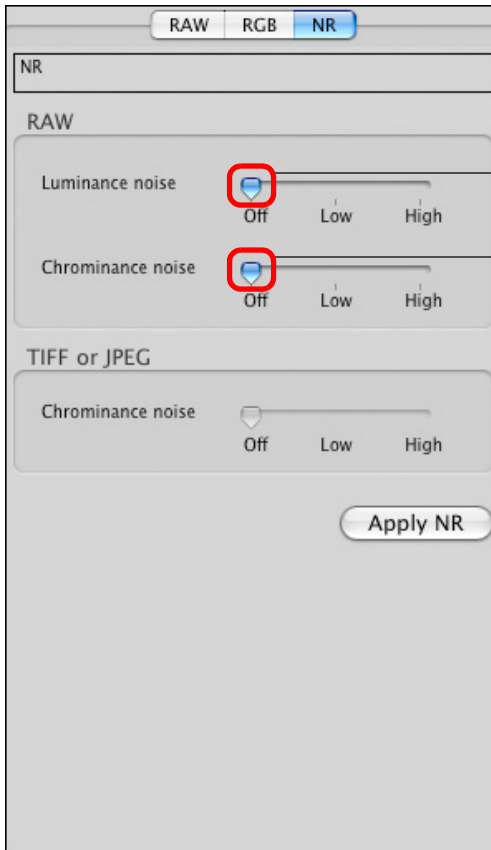 RAW RGB NR
NR
RAW
Luminance noise
Off Low High
Chrominance noise
Off Low High
TIFF or JPEG
Chrominance noise
Off Low High
Apply NR